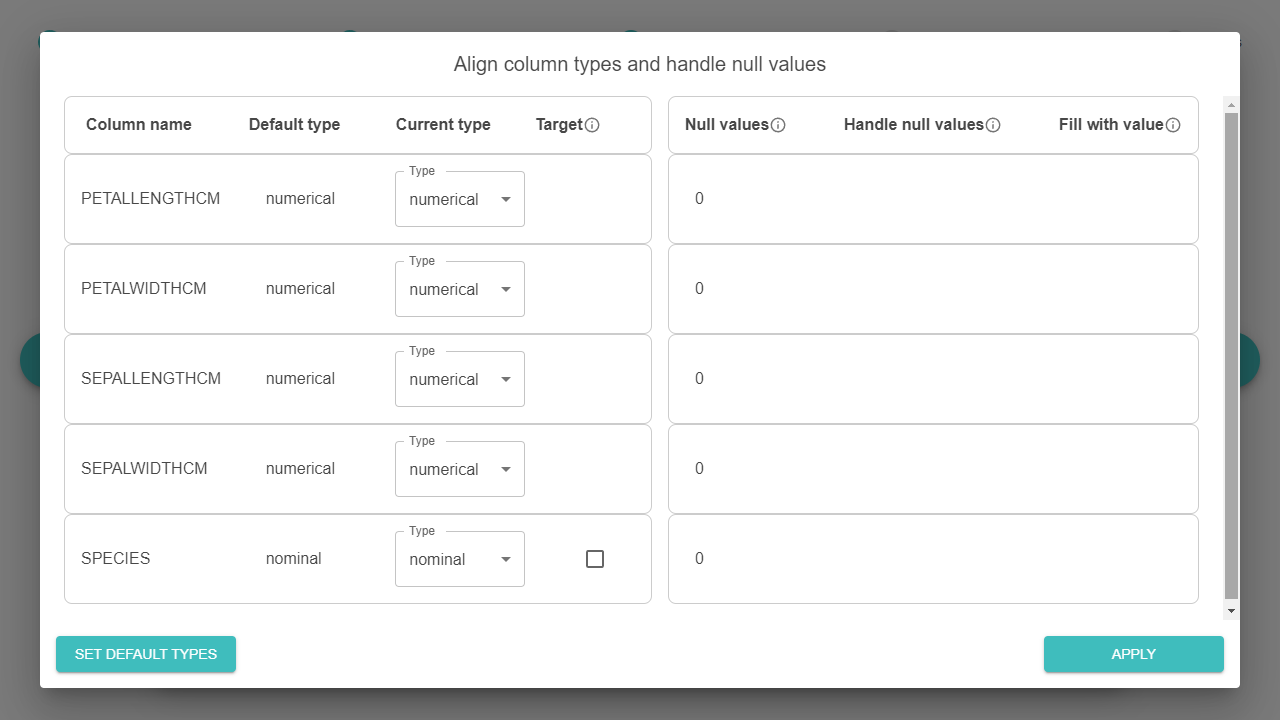 Align column types and handle null values
Column name Default type Current type Target Null values Handle null values Fill with value
Type
PETALLENGTHCM numerical numerical 0
Type
PETALWIDTHCM numerical numerical 0
Type
SEPALLENGTHCM numerical numerical 0
Type
SEPALWIDTHCM numerical numerical 0
Type
SPECIES nominal nominal 0
SET DEFAULT TYPES APPLY